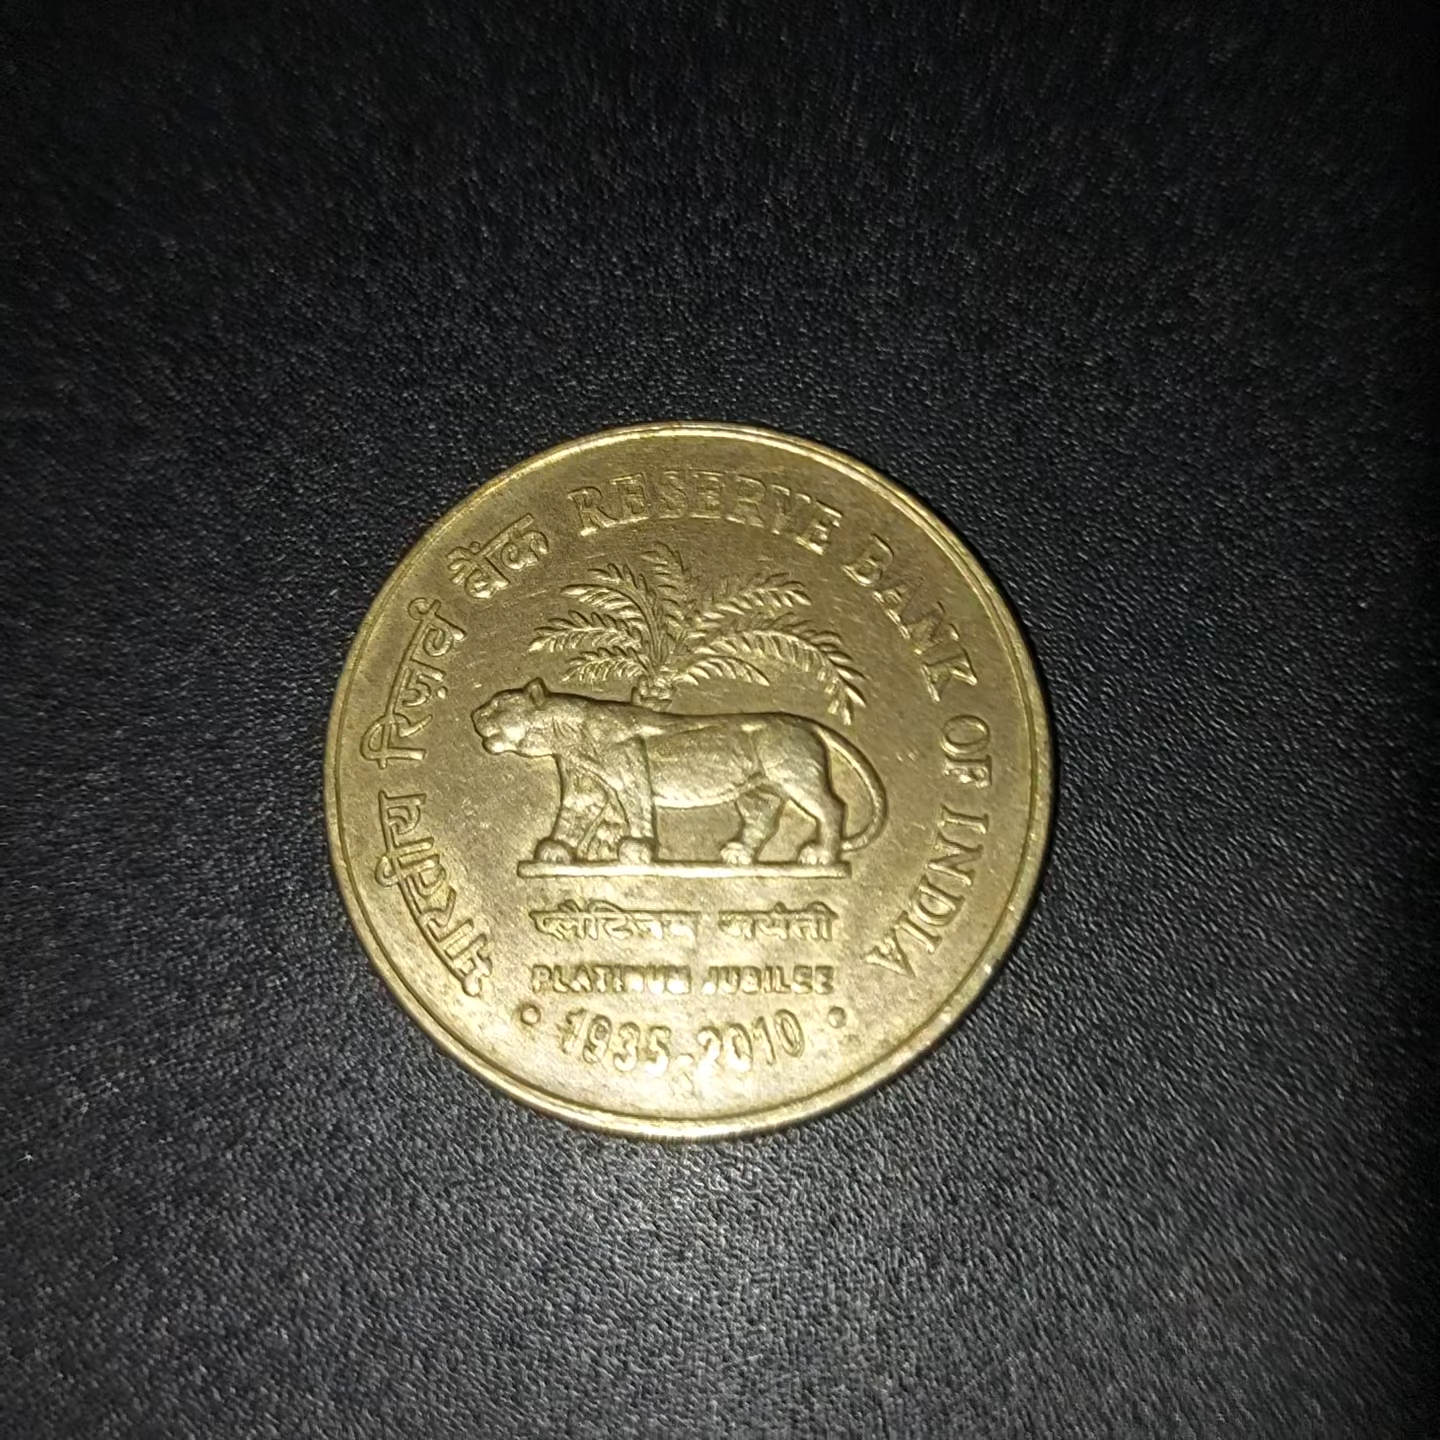 भारतीय रिज़र्व बैंक RESERVE BANK OF INDIA
प्लैटिनम जयंती
PLATINUM JUBILEE
• 1935-2010 •